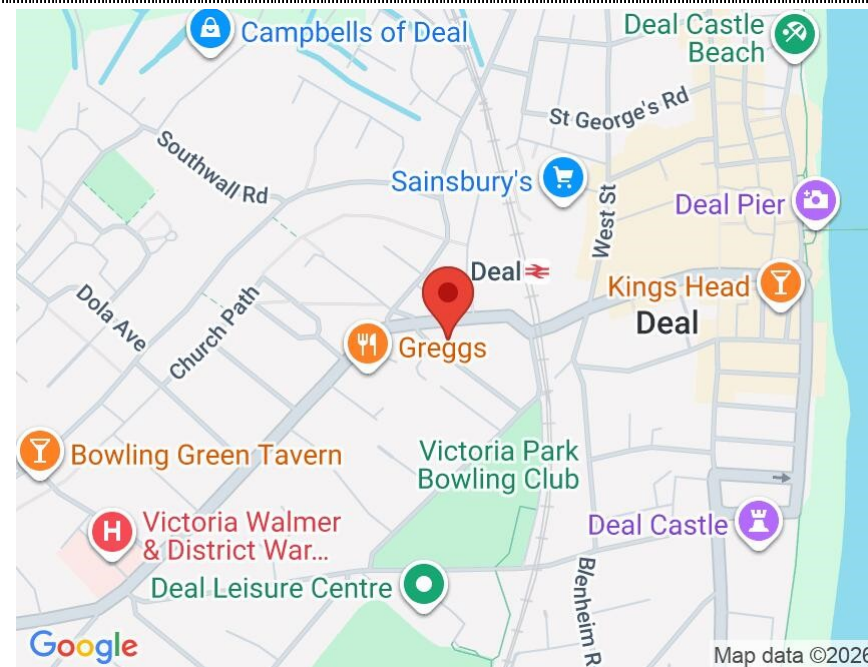 Campbells of Deal
Deal Castle
Beach
St George's Rd
Southwall Rd
Sainsbury's
West St
Deal Pier
Deal
Kings Head
Deal
Dola Ave
Church Path
Greggs
Bowling Green Tavern
Victoria Park
Bowling Club
H
Victoria Walmer
& District War...
Deal Castle
Deal Leisure Centre
Blenheim R
Google
Map data ©2026